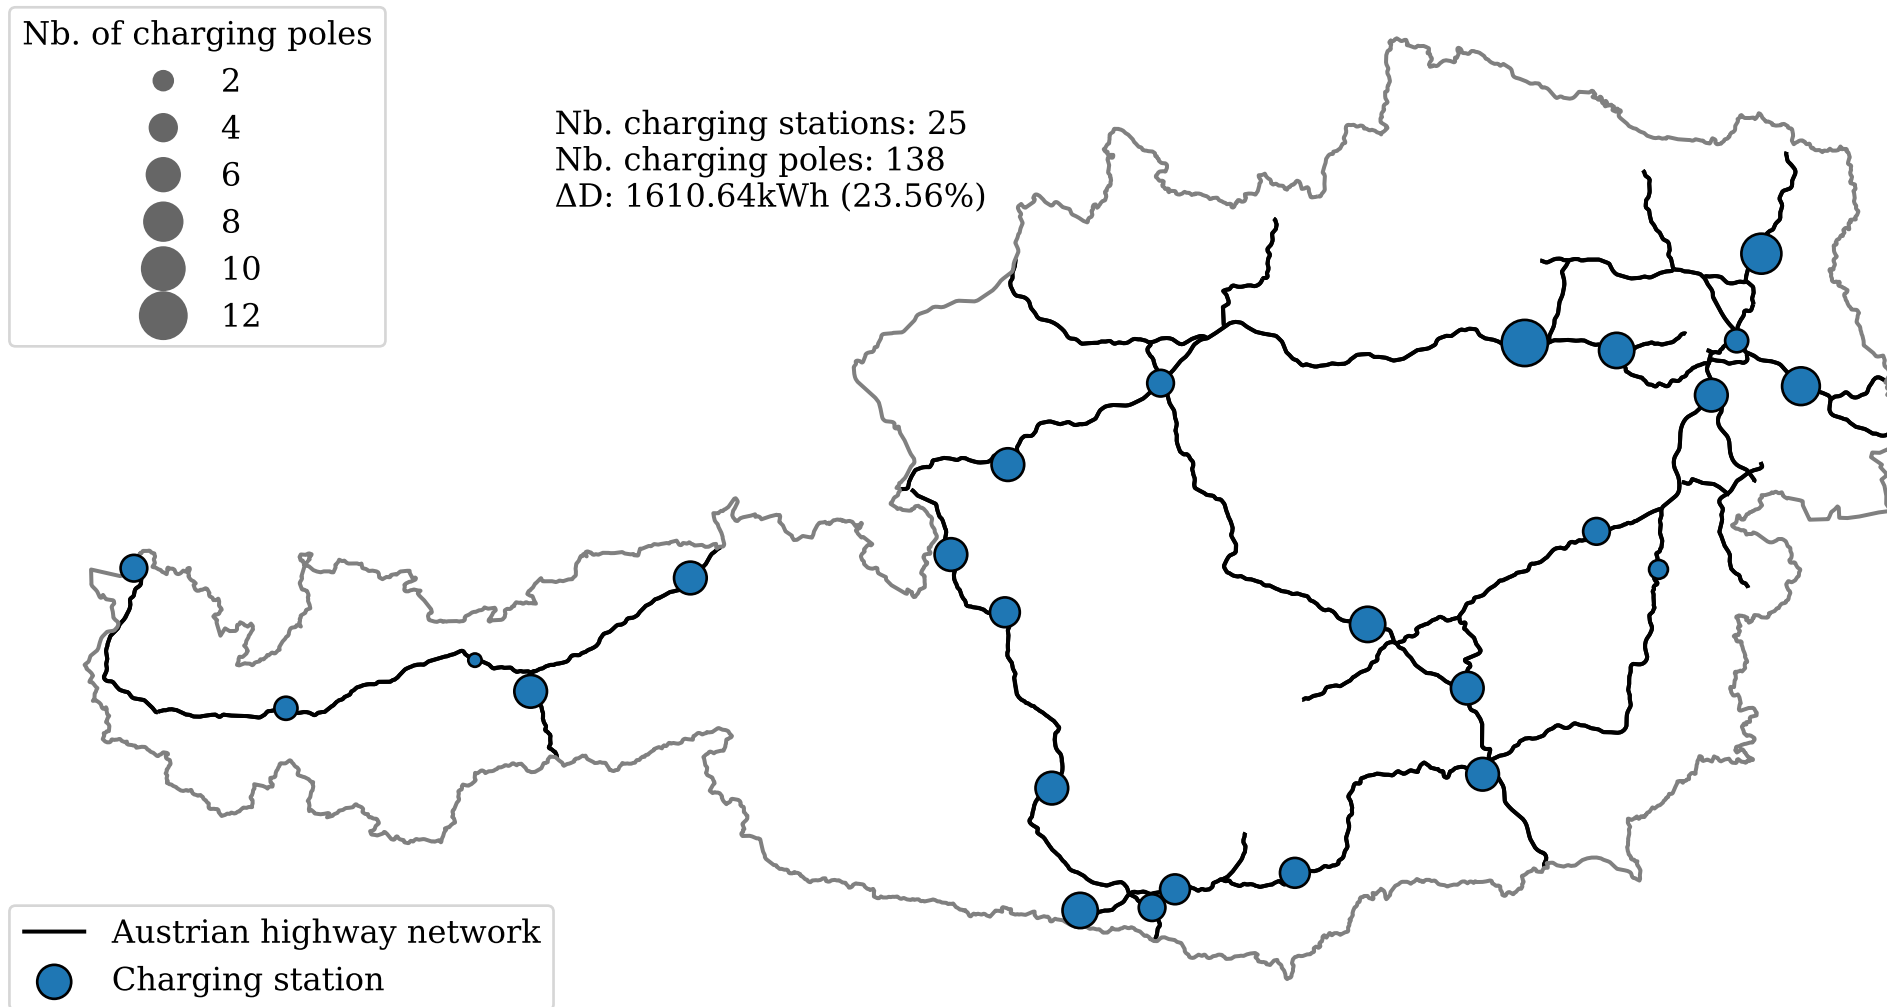 Nb. of charging poles
2
4
6
8
10
12
Nb. charging stations: 25
Nb. charging poles: 138
ΔD: 1610.64kWh (23.56%)
Austrian highway network
Charging station